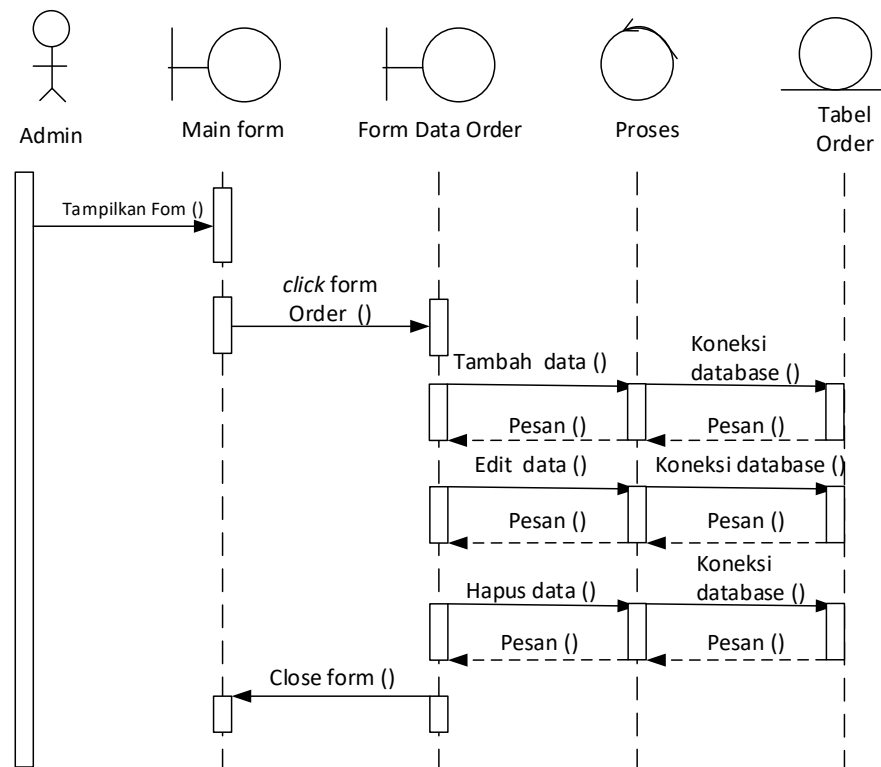 Admin
Main form
Form Data Order
Proses
Tabel
Order
Tampilkan Fom ()
click form
Order ()
Tambah data ()
Koneksi
database ()
Pesan ()
Pesan ()
Edit data ()
Koneksi database ()
Pesan ()
Pesan ()
Hapus data ()
Koneksi
database ()
Pesan ()
Pesan ()
Close form ()